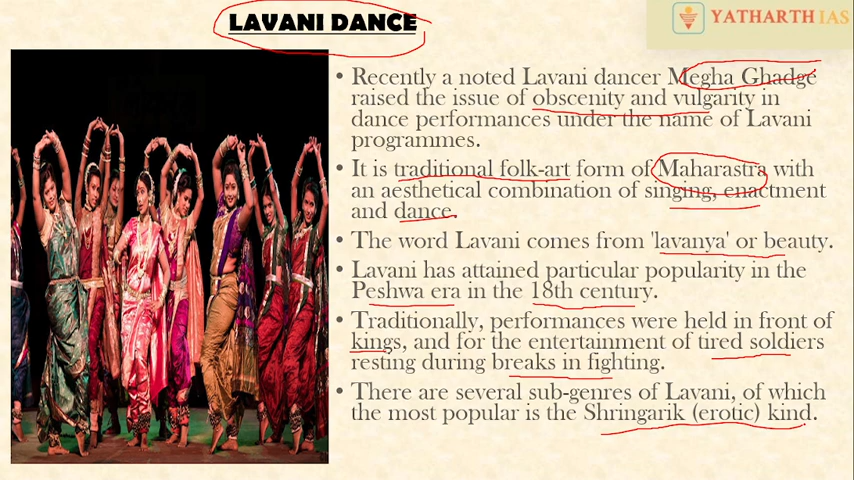 LAVANI DANCE
YATHARTH IAS
• Recently a noted Lavani dancer Megha Ghadge
raised the issue of obscenity and vulgarity in
dance performances under the name of Lavani
programmes.
• It is traditional folk-art form of Maharastra with
an aesthetical combination of singing, enactment
and dance.
• The word Lavani comes from 'lavanya' or beauty.
• Lavani has attained particular popularity in the
Peshwa era in the 18th century.
• Traditionally, performances were held in front of
kings, and for the entertainment of tired soldiers
resting during breaks in fighting.
• There are several sub-genres of Lavani, of which
the most popular is the Shringarik (erotic) kind.